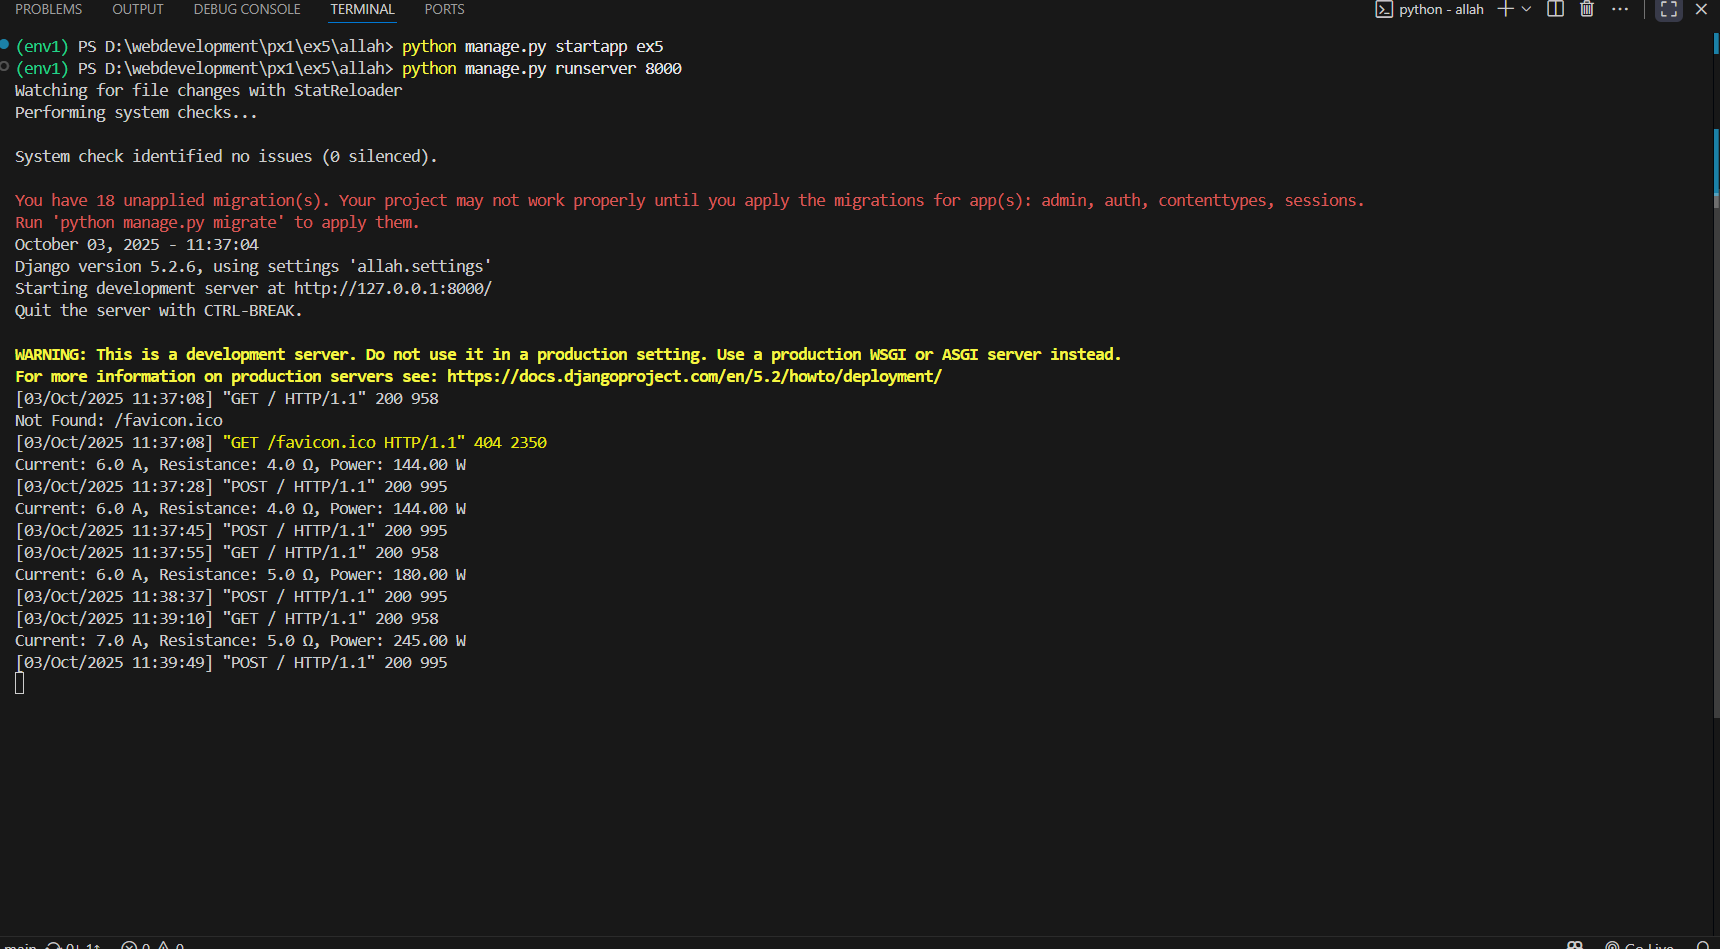 PROBLEMS OUTPUT DEBUG CONSOLE TERMINAL PORTS python - allah
(env1) PS D:\webdevelopment\px1\ex5\allah> python manage.py startapp ex5
(env1) PS D:\webdevelopment\px1\ex5\allah> python manage.py runserver 8000
Watching for file changes with StatReloader
Performing system checks...
System check identified no issues (0 silenced).
You have 18 unapplied migration(s). Your project may not work properly until you apply the migrations for app(s): admin, auth, contenttypes, sessions.
Run 'python manage.py migrate' to apply them.
October 03, 2025 - 11:37:04
Django version 5.2.6, using settings 'allah.settings'
Starting development server at http://127.0.0.1:8000/
Quit the server with CTRL-BREAK.
WARNING: This is a development server. Do not use it in a production setting. Use a production WSGI or ASGI server instead.
For more information on production servers see: https://docs.djangoproject.com/en/5.2/howto/deployment/
[03/Oct/2025 11:37:08] "GET / HTTP/1.1" 200 958
Not Found: /favicon.ico
[03/Oct/2025 11:37:08] "GET /favicon.ico HTTP/1.1" 404 2350
Current: 6.0 A, Resistance: 4.0 Ω, Power: 144.00 W
[03/Oct/2025 11:37:28] "POST / HTTP/1.1" 200 995
Current: 6.0 A, Resistance: 4.0 Ω, Power: 144.00 W
[03/Oct/2025 11:37:45] "POST / HTTP/1.1" 200 995
[03/Oct/2025 11:37:55] "GET / HTTP/1.1" 200 958
Current: 6.0 A, Resistance: 5.0 Ω, Power: 180.00 W
[03/Oct/2025 11:38:37] "POST / HTTP/1.1" 200 995
[03/Oct/2025 11:39:10] "GET / HTTP/1.1" 200 958
Current: 7.0 A, Resistance: 5.0 Ω, Power: 245.00 W
[03/Oct/2025 11:39:49] "POST / HTTP/1.1" 200 995
main 0↓ 1↑ 0 0 Go Live